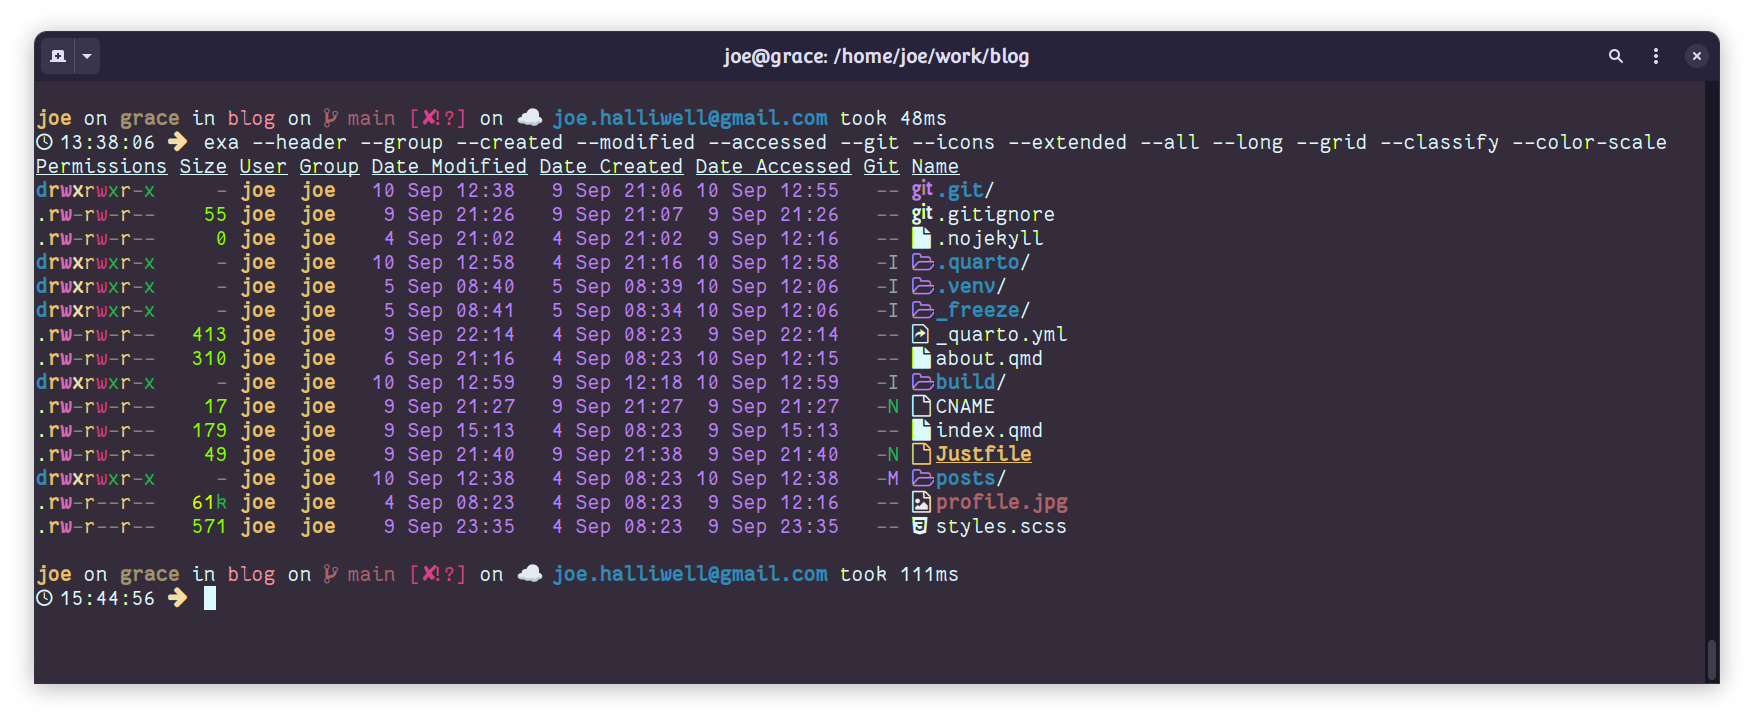 joe@grace: /home/joe/work/blog
joe on grace in blog on main [✘!?] on joe.halliwell@gmail.com took 48ms
13:38:06 ➜ exa --header --group --created --modified --accessed --git --icons --extended --all --long --grid --classify --color-scale
Permissions Size User Group Date Modified Date Created Date Accessed Git Name
drwxrwxr-x - joe joe 10 Sep 12:38 9 Sep 21:06 10 Sep 12:55 -- git .git/
.rw-rw-r-- 55 joe joe 9 Sep 21:26 9 Sep 21:07 9 Sep 21:26 -- git .gitignore
.rw-rw-r-- 0 joe joe 4 Sep 21:02 4 Sep 21:02 9 Sep 12:16 -- .nojekyll
drwxrwxr-x - joe joe 10 Sep 12:58 4 Sep 21:16 10 Sep 12:58 -I .quarto/
drwxrwxr-x - joe joe 5 Sep 08:40 5 Sep 08:39 10 Sep 12:06 -I .venv/
drwxrwxr-x - joe joe 5 Sep 08:41 5 Sep 08:34 10 Sep 12:06 -I _freeze/
.rw-rw-r-- 413 joe joe 9 Sep 22:14 4 Sep 08:23 9 Sep 22:14 -- _quarto.yml
.rw-rw-r-- 310 joe joe 6 Sep 21:16 4 Sep 08:23 10 Sep 12:15 -- about.qmd
drwxrwxr-x - joe joe 10 Sep 12:59 9 Sep 12:18 10 Sep 12:59 -I build/
.rw-rw-r-- 17 joe joe 9 Sep 21:27 9 Sep 21:27 9 Sep 21:27 -N CNAME
.rw-rw-r-- 179 joe joe 9 Sep 15:13 4 Sep 08:23 9 Sep 15:13 -- index.qmd
.rw-rw-r-- 49 joe joe 9 Sep 21:40 9 Sep 21:38 9 Sep 21:40 -N Justfile
drwxrwxr-x - joe joe 10 Sep 12:38 4 Sep 08:23 10 Sep 12:38 -M posts/
.rw-r--r-- 61k joe joe 4 Sep 08:23 4 Sep 08:23 9 Sep 12:16 -- profile.jpg
.rw-r--r-- 571 joe joe 9 Sep 23:35 4 Sep 08:23 9 Sep 23:35 -- styles.scss
joe on grace in blog on main [✘!?] on joe.halliwell@gmail.com took 111ms
15:44:56 ➜